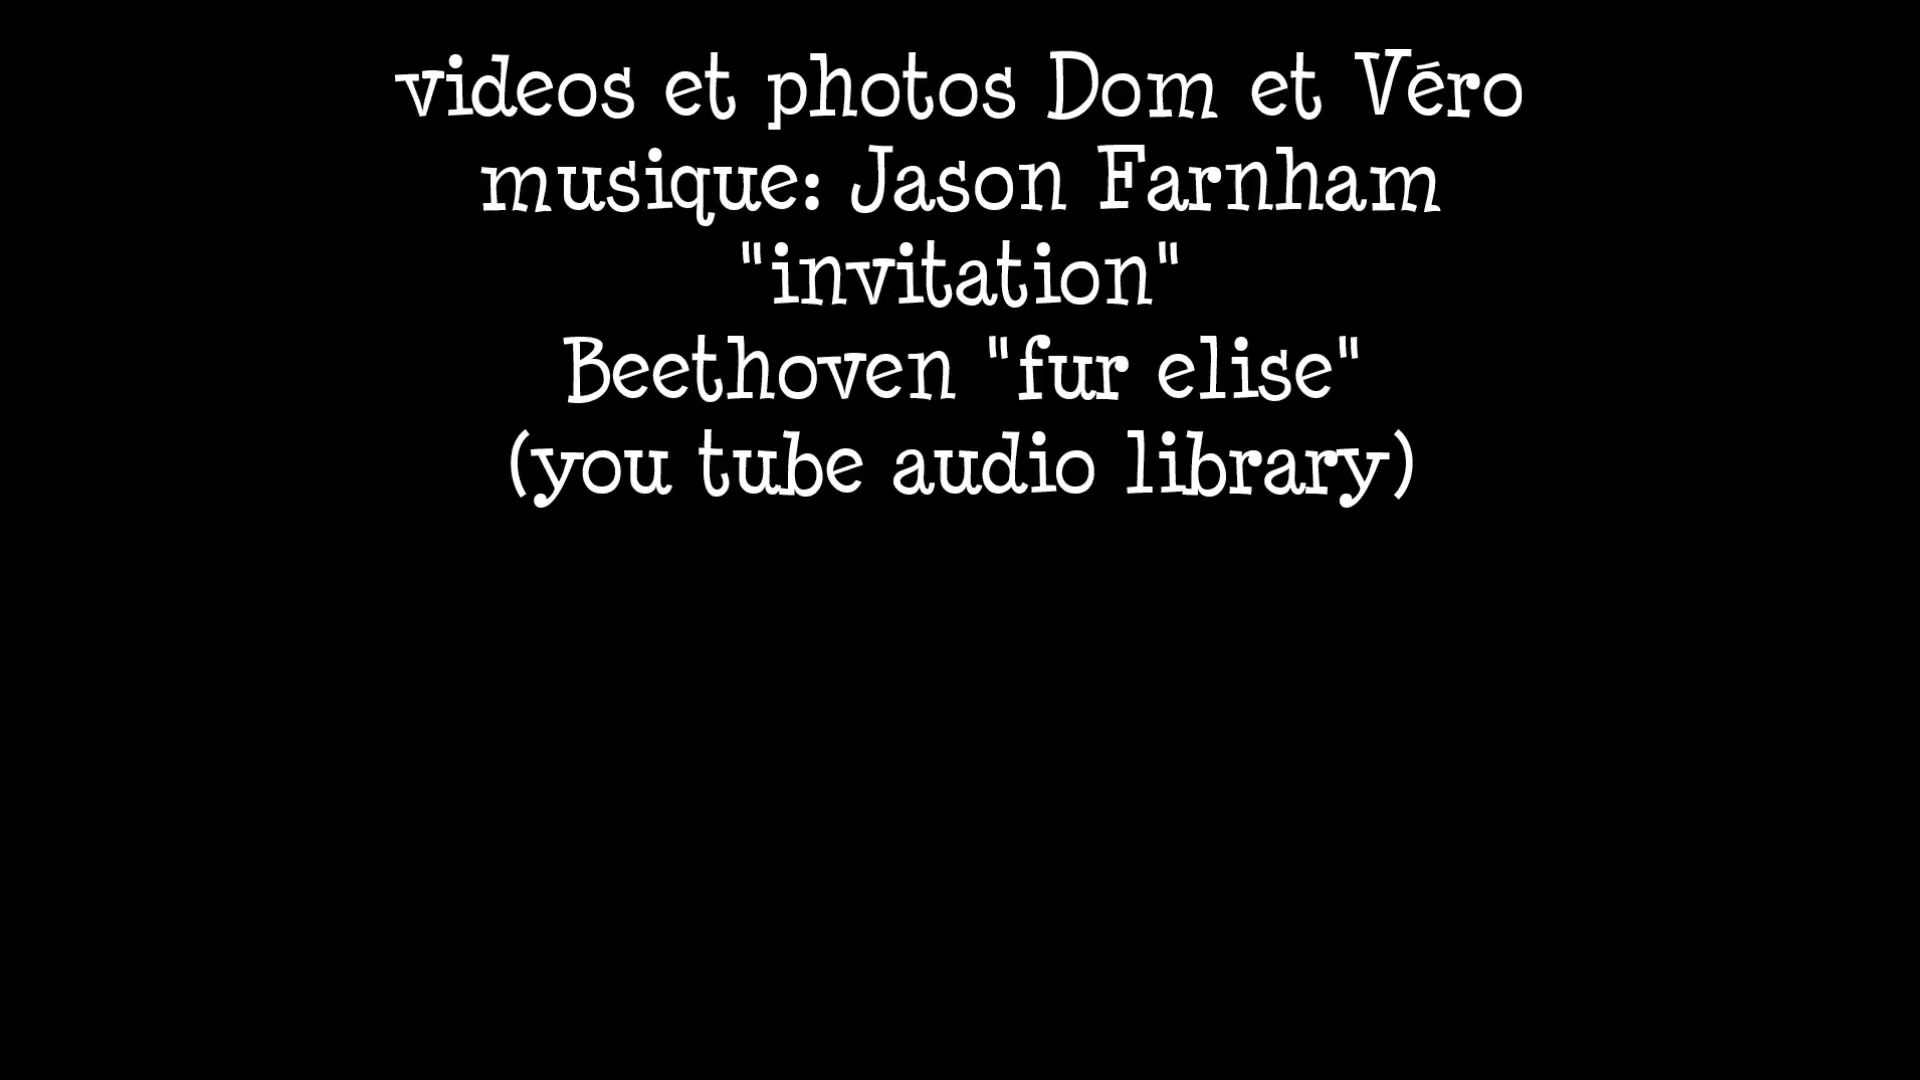 videos et photos Dom et Véro
musique: Jason Farnham
"invitation"
Beethoven "fur elise"
(you tube audio library)